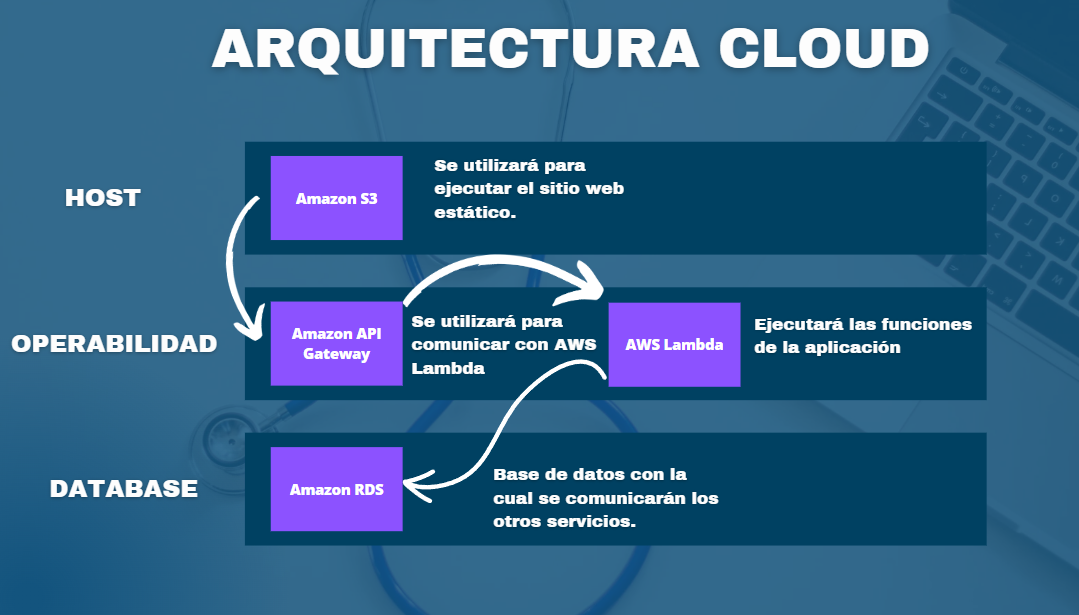 ARQUITECTURA CLOUD
HOST
Amazon S3
Se utilizará para
ejecutar el sitio web
estático.
OPERABILIDAD
Amazon API
Gateway
Se utilizará para
comunicar con AWS
Lambda
AWS Lambda
Ejecutará las funciones
de la aplicación
DATABASE
Amazon RDS
Base de datos con la
cual se comunicarán los
otros servicios.